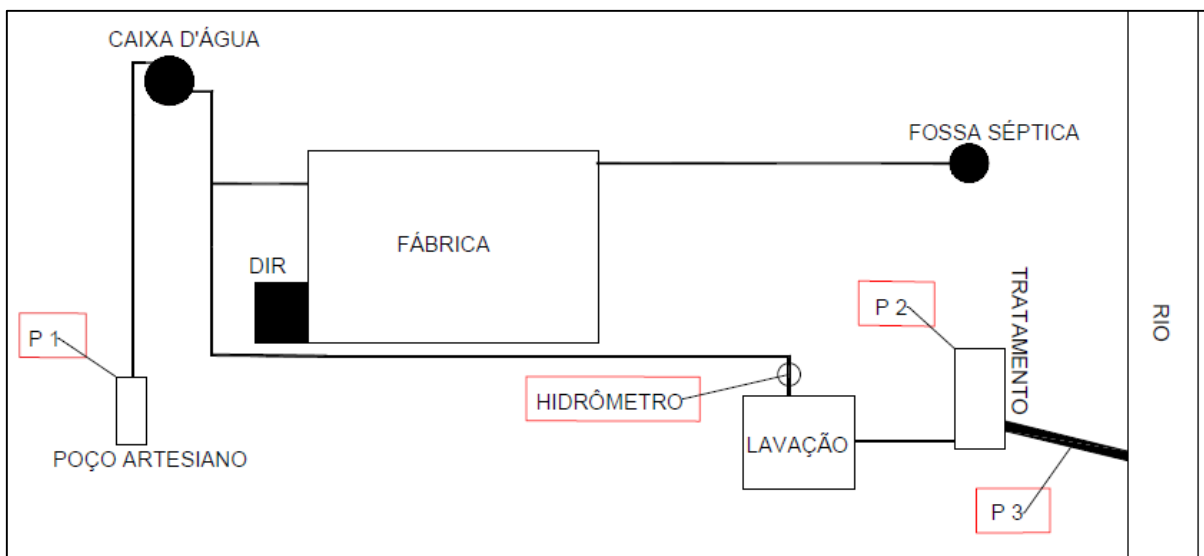 CAIXA D'ÁGUA
FOSSA SÉPTICA
FÁBRICA
DIR
P 1
POÇO ARTESIANO
HIDRÔMETRO
LAVAÇÃO
P 2
TRATAMENTO
P 3
RIO